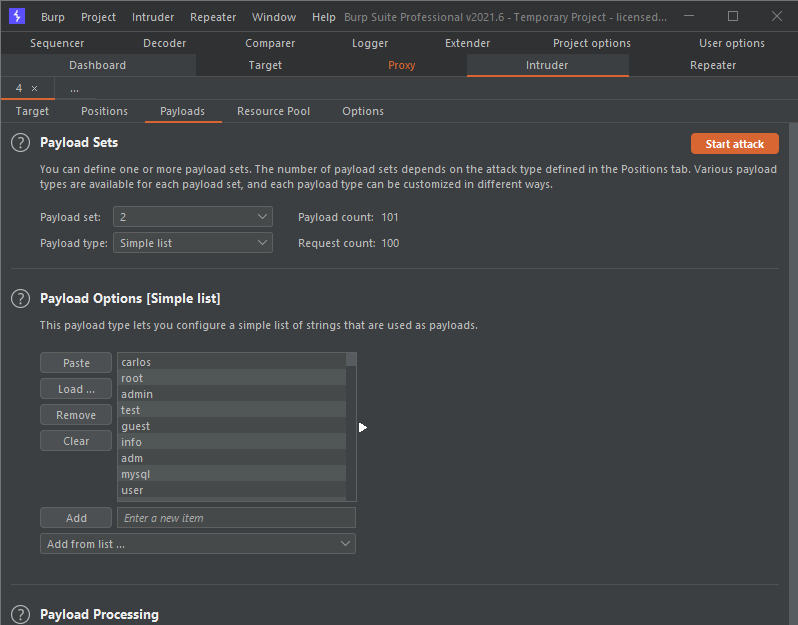 Burp Project Intruder Repeater Window Help Burp Suite Professional v2021.6 - Temporary Project - licensed...
Sequencer Decoder Comparer Logger Extender Project options User options
Dashboard Target Proxy Intruder Repeater
4 × ...
Target Positions Payloads Resource Pool Options
? Payload Sets Start attack
You can define one or more payload sets. The number of payload sets depends on the attack type defined in the Positions tab. Various payload
types are available for each payload set, and each payload type can be customized in different ways.
Payload set: 2 Payload count: 101
Payload type: Simple list Request count: 100
? Payload Options [Simple list]
This payload type lets you configure a simple list of strings that are used as payloads.
Paste carlos
root
Load ... admin
test
Remove guest
info
Clear adm
mysql
user
Add Enter a new item
Add from list ...
? Payload Processing